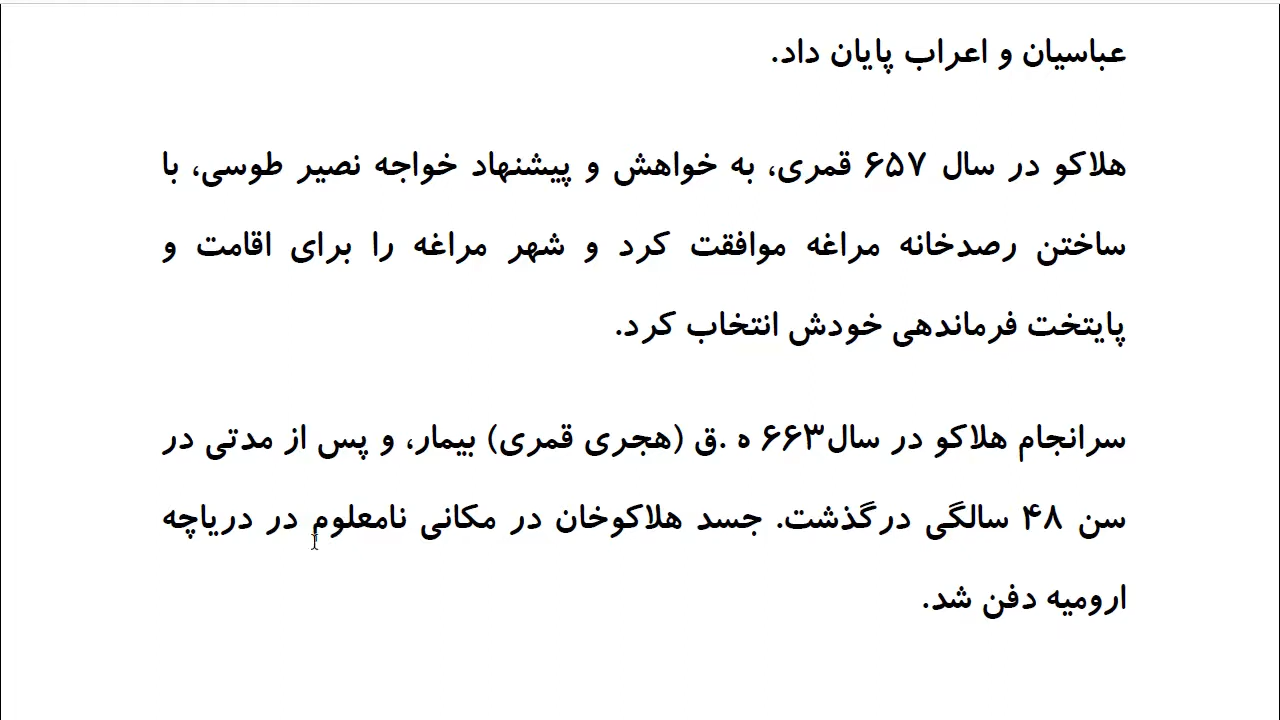 عباسیان و اعراب پایان داد.
هلاکو در سال ۶۵۷ قمری، به خواهش و پیشنهاد خواجه نصیر طوسی، با
ساختن رصدخانه مراغه موافقت کرد و شهر مراغه را برای اقامت و
پایتخت فرماندهی خودش انتخاب کرد.
سرانجام هلاکو در سال۶۶۳ ه .ق (هجری قمری) بیمار، و پس از مدتی در
سن ۴۸ سالگی درگذشت. جسد هلاکوخان در مکانی نامعلوم در دریاچه
ارومیه دفن شد.